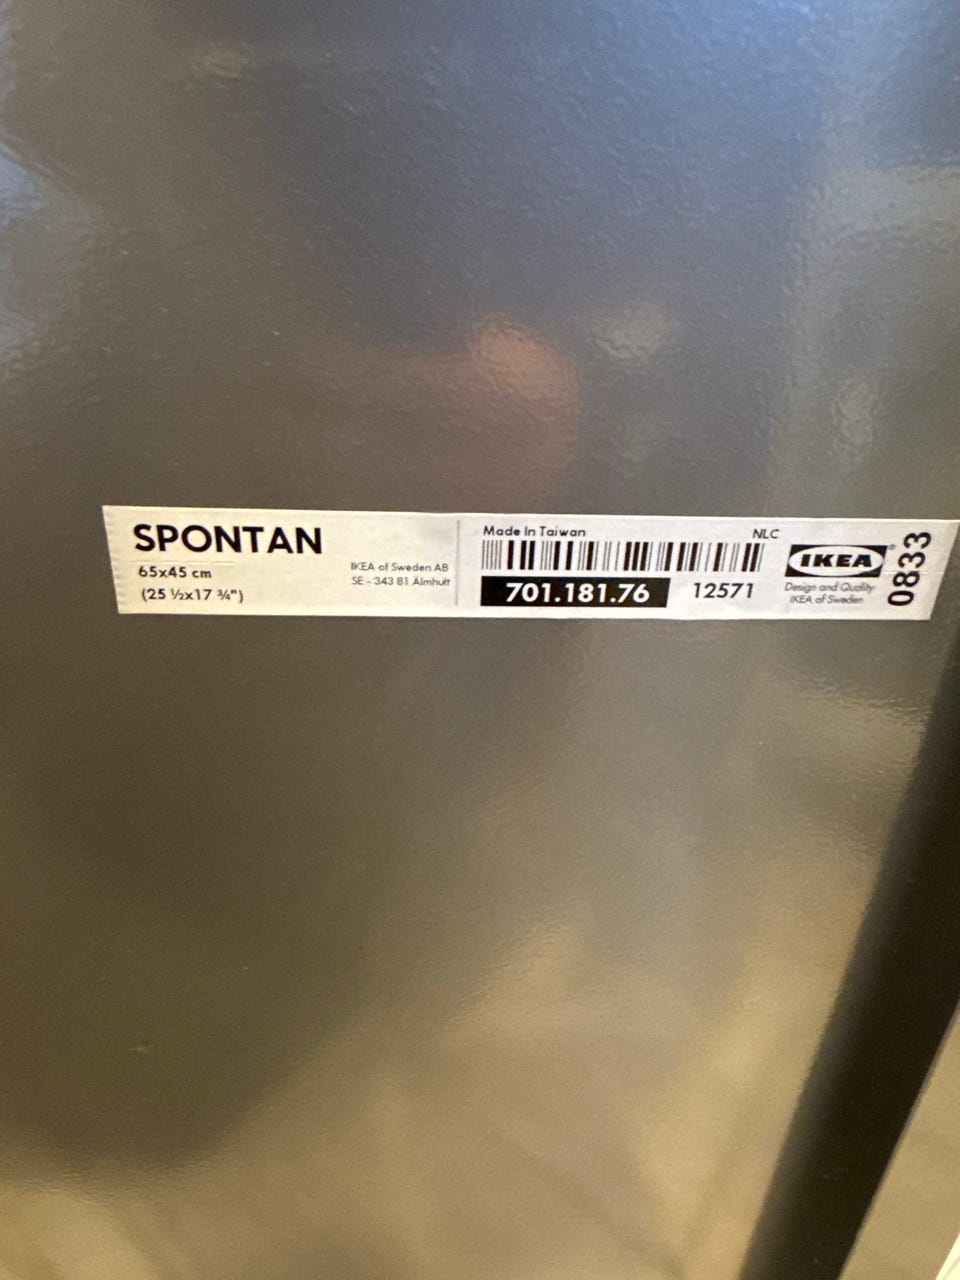 SPONTAN
65x45 cm
(25 ½x17 ¾")
IKEA of Sweden AB
SE - 343 81 Älmhult
Made In Taiwan
NLC
701.181.76
12571
IKEA®
Design and Quality
IKEA of Sweden
0833